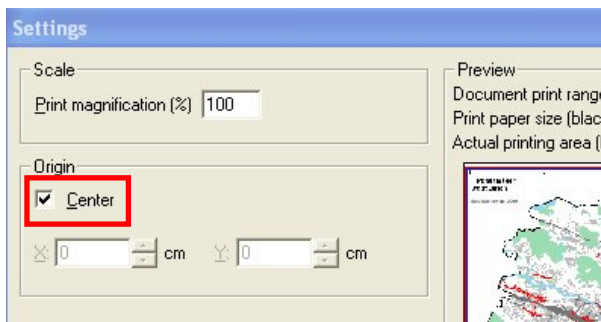 Settings
Scale
Print magnification (%) 100
Origin
Center
X: 0 cm Y: 0 cm
Preview
Document print rang
Print paper size (blac
Actual printing area (